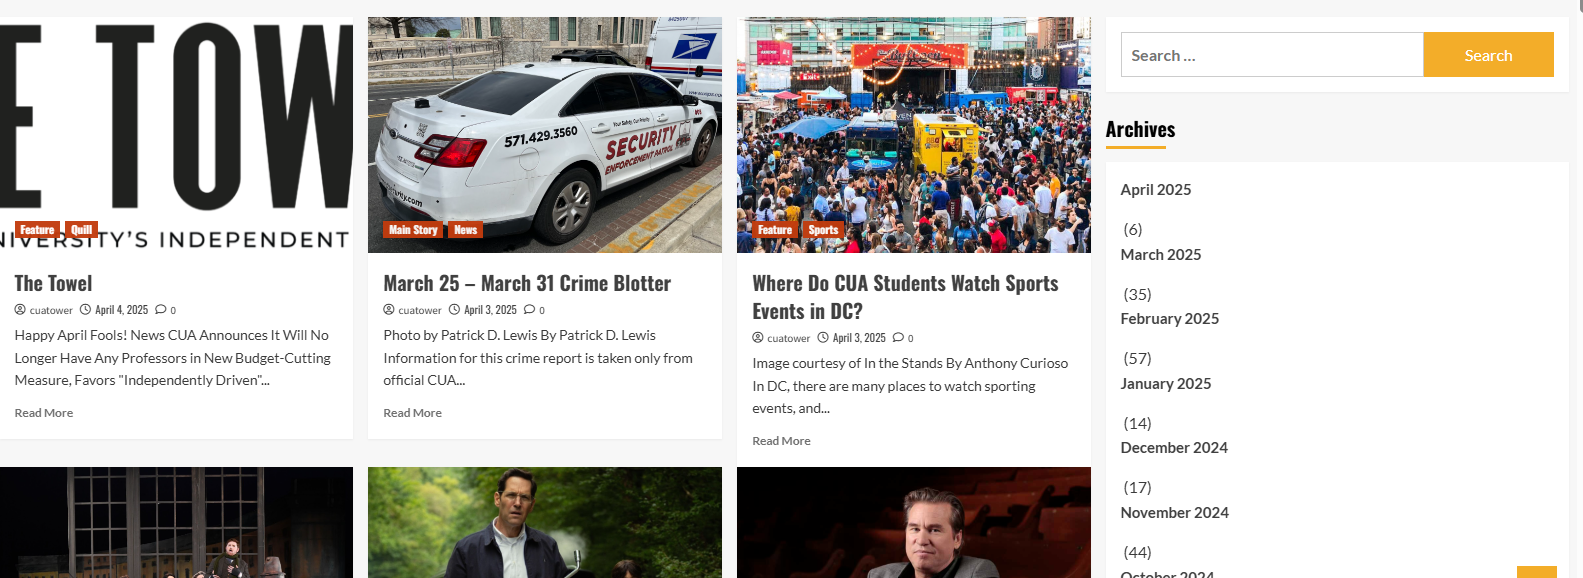 E TOW
Feature Quill
NIVERSITY'S INDEPENDENT
The Towel
cuatower April 4, 2025 0
Happy April Fools! News CUA Announces It Will No
Longer Have Any Professors in New Budget-Cutting
Measure, Favors "Independently Driven"...
Read More
571.429.3560
Your Safety, Our Priority
SECURITY
ENFORCEMENT PATROL
Main Story News
March 25 – March 31 Crime Blotter
cuatower April 3, 2025 0
Photo by Patrick D. Lewis By Patrick D. Lewis
Information for this crime report is taken only from
official CUA...
Read More
Feature Sports
Where Do CUA Students Watch Sports
Events in DC?
cuatower April 3, 2025 0
Image courtesy of In the Stands By Anthony Curioso
In DC, there are many places to watch sporting
events, and...
Read More
Search ...
Search
Archives
April 2025
(6)
March 2025
(35)
February 2025
(57)
January 2025
(14)
December 2024
(17)
November 2024
(44)
October 2024